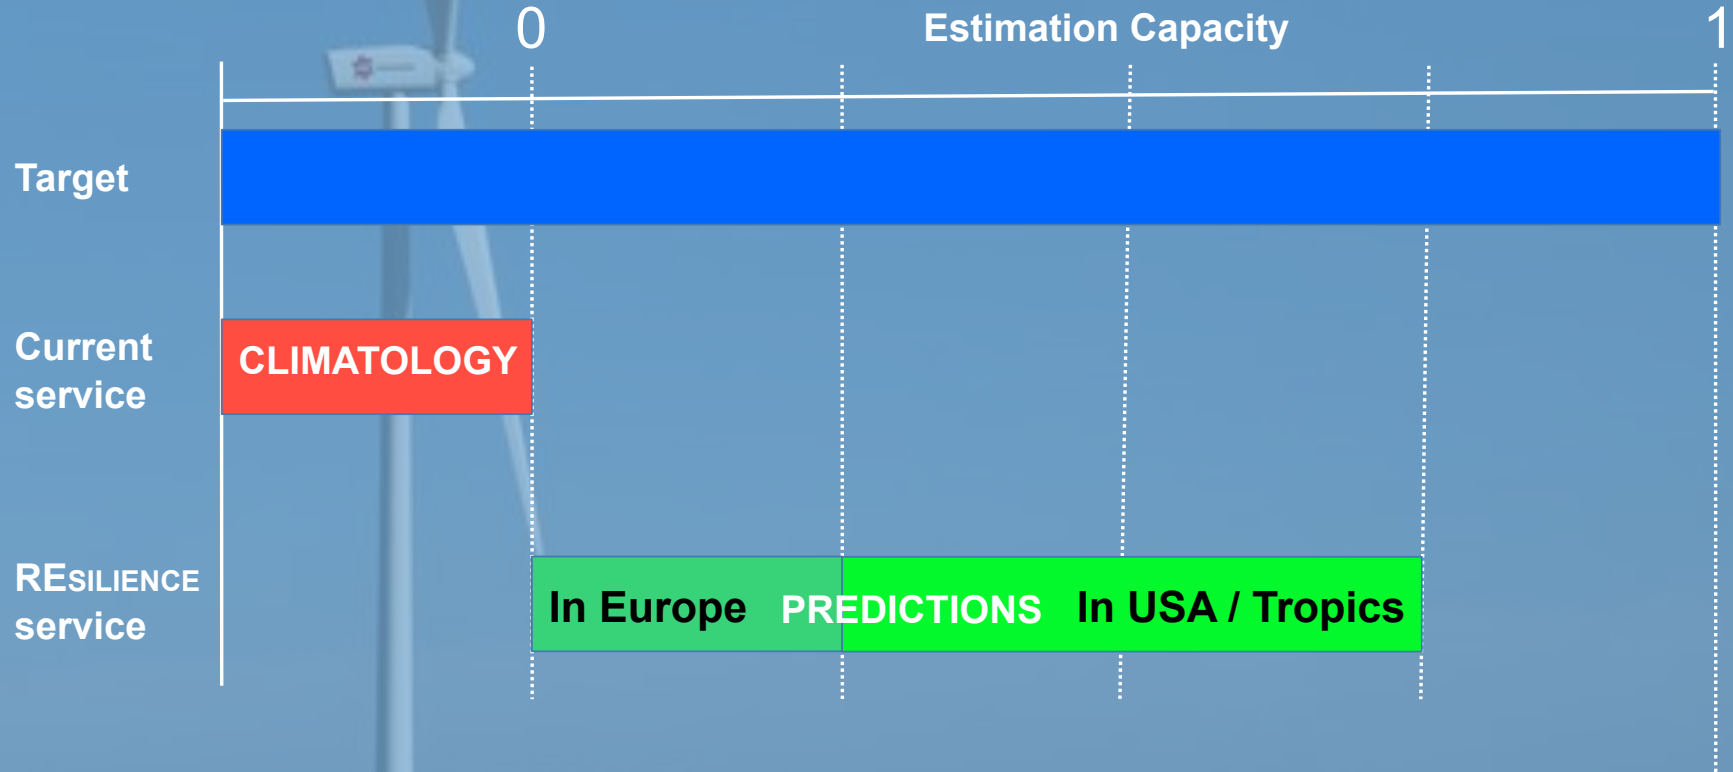 0
Estimation Capacity
1
Target
Current
service
CLIMATOLOGY
RESILIENCE
service
In Europe
PREDICTIONS
In USA / Tropics